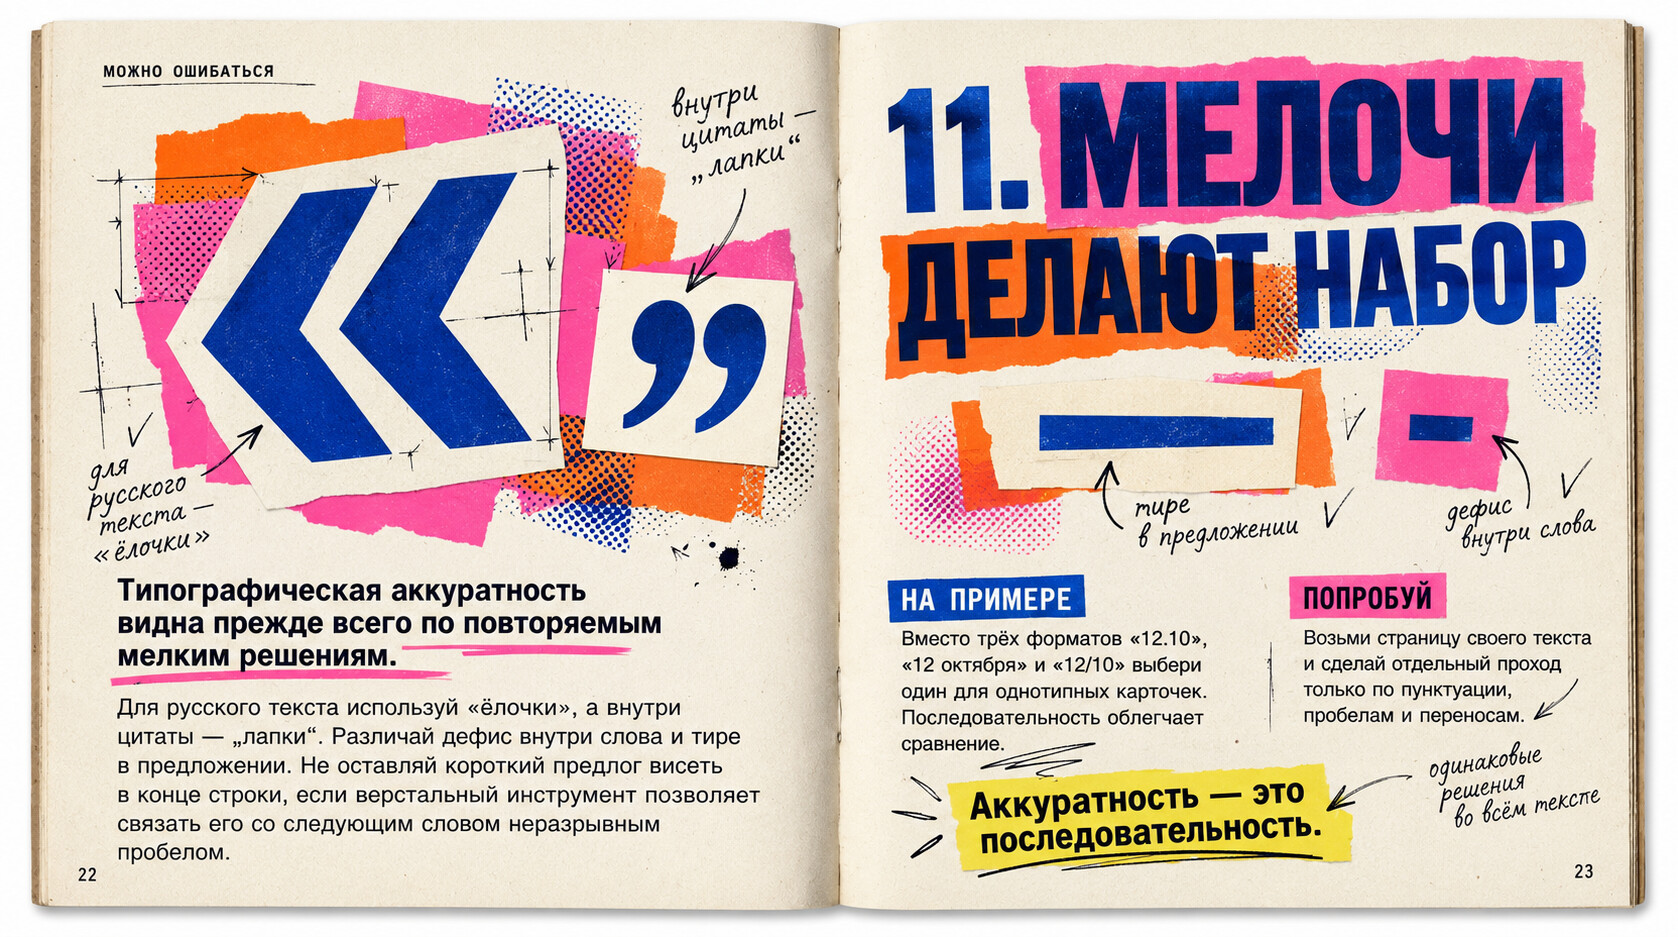 МОЖНО ОШИБАТЬСЯ
внутри
цитаты —
„лапки“
«
”
для
русского
текста —
«ёлочки»
Типографическая аккуратность
видна прежде всего по повторяемым
мелким решениям.
Для русского текста используй «ёлочки», а внутри
цитаты — „лапки“. Различай дефис внутри слова и тире
в предложении. Не оставляй короткий предлог висеть
в конце строки, если верстальный инструмент позволяет
связать его со следующим словом неразрывным
пробелом.
22
11. МЕЛОЧИ
ДЕЛАЮТ НАБОР
— -
тире
в предложении
дефис
внутри слова
НА ПРИМЕРЕ
Вместо трёх форматов «12.10»,
«12 октября» и «12/10» выбери
один для однотипных карточек.
Последовательность облегчает
сравнение.
ПОПРОБУЙ
Возьми страницу своего текста
и сделай отдельный проход
только по пунктуации,
пробелам и переносам.
Аккуратность — это
последовательность.
одинаковые
решения
во всём тексте
23